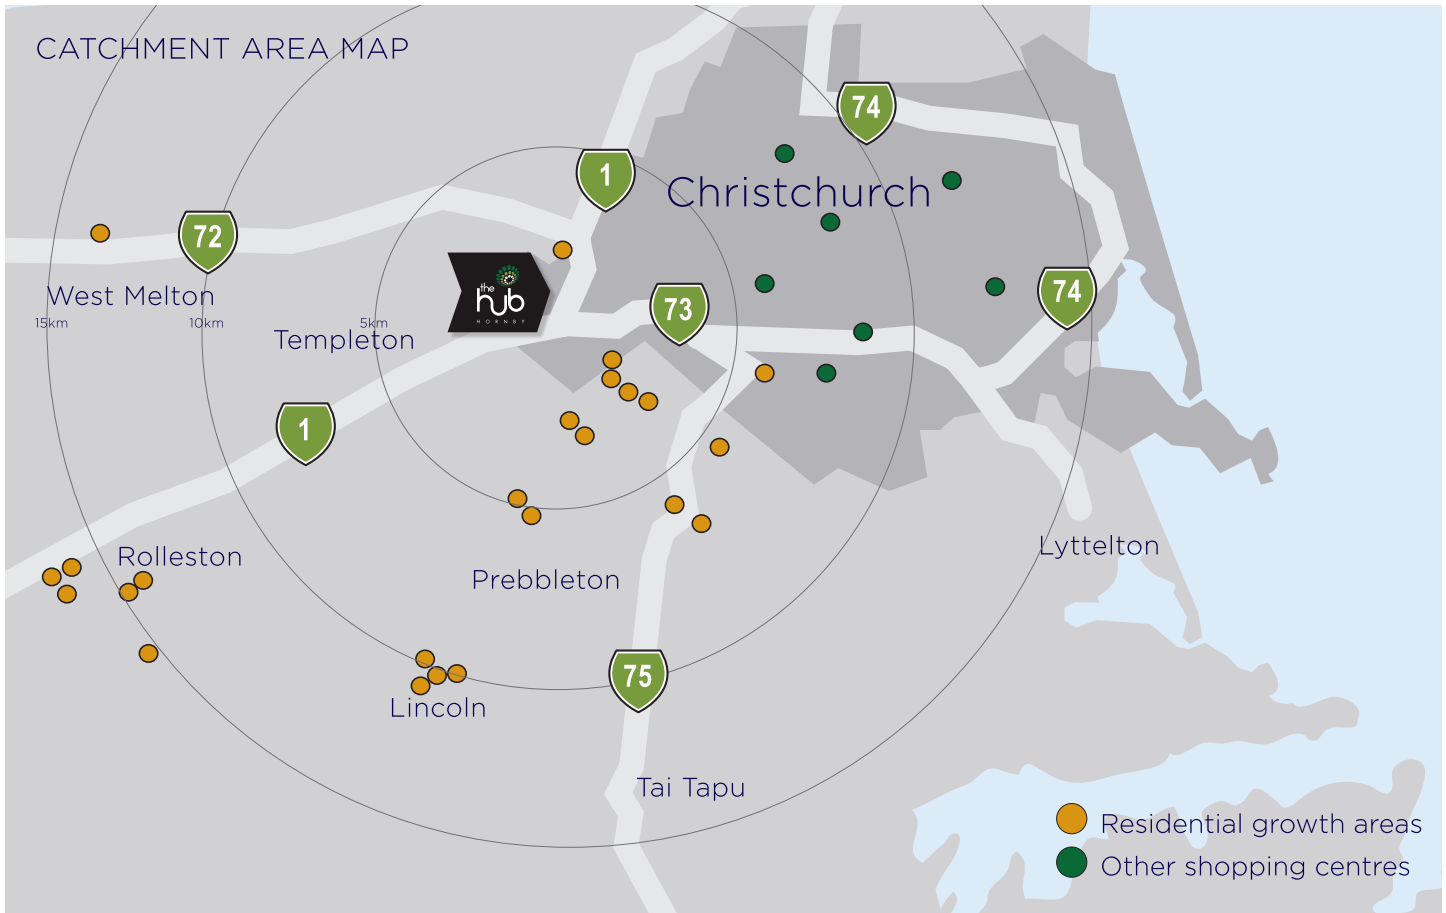 CATCHMENT AREA MAP
74
1
Christchurch
72
the
hub
HORNBY
73
74
West Melton
15km
10km
5km
Templeton
1
Lyttelton
Rolleston
Prebbleton
75
Lincoln
Tai Tapu
Residential growth areas
Other shopping centres